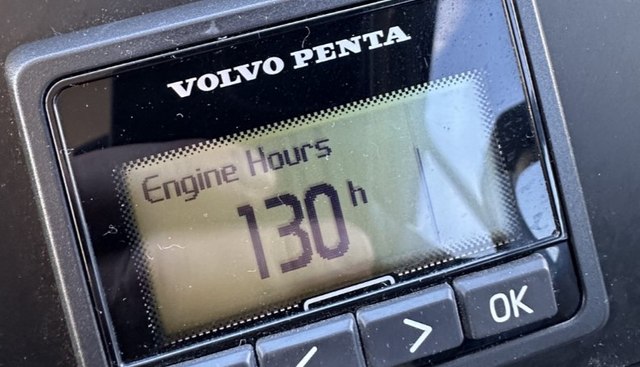 VOLVO PENTA
Engine Hours
130 h
< > OK